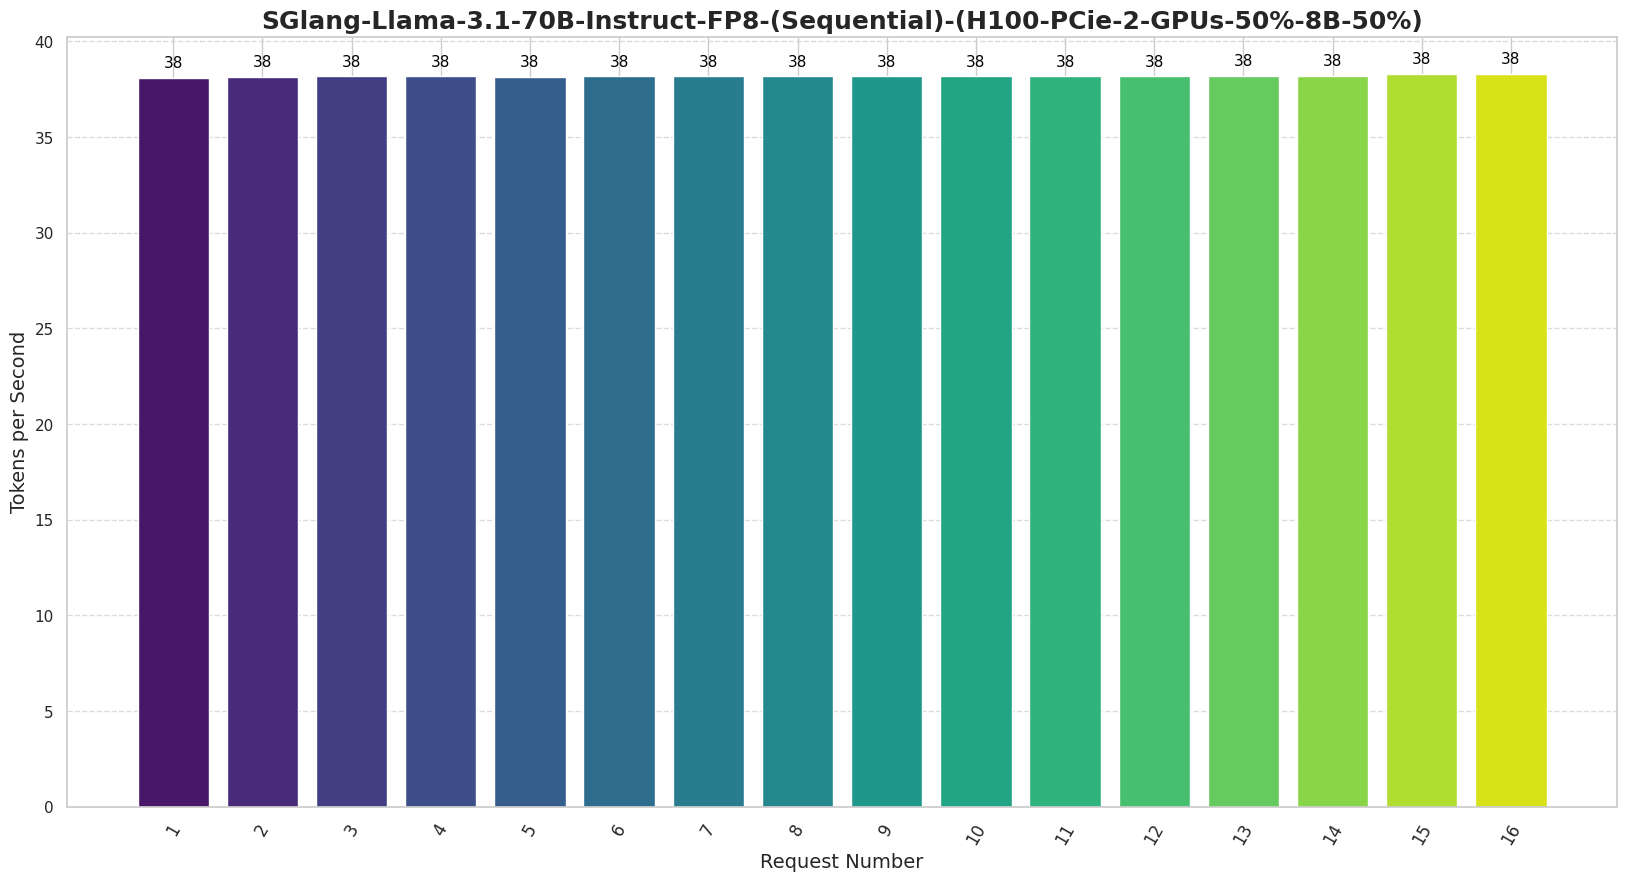 SGlang-Llama-3.1-70B-Instruct-FP8-(Sequential)-(H100-PCie-2-GPUs-50%-8B-50%)
40
35
30
25
20
15
10
5
0
Tokens per Second
38 38 38 38 38 38 38 38 38 38 38 38 38 38 38 38
1 2 3 4 5 6 7 8 9 10 11 12 13 14 15 16
Request Number